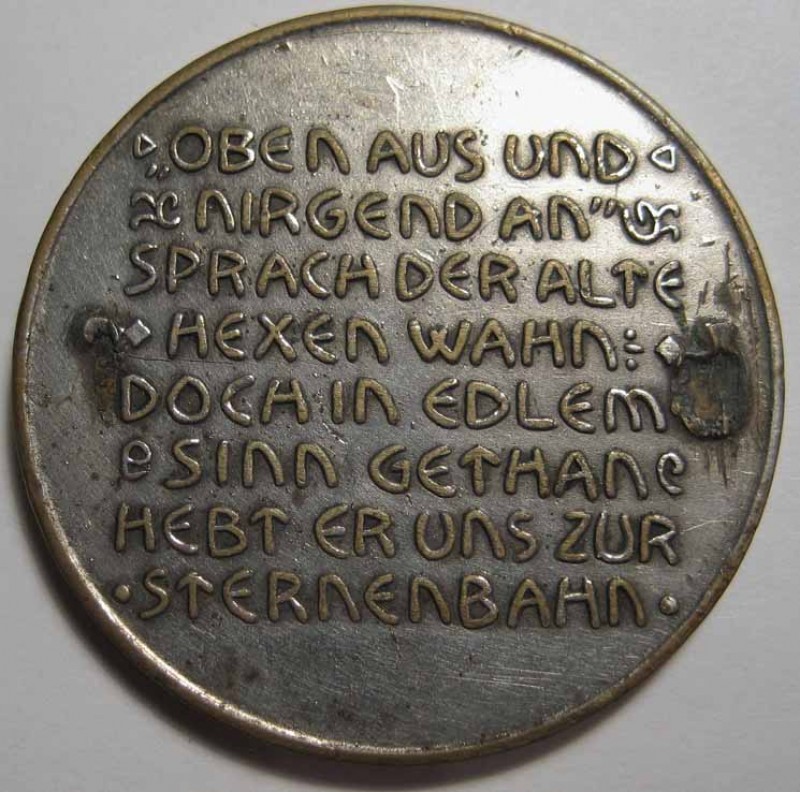 „OBEN AUS UND
NIRGEND AN”
SPRACH DER ALTE
HEXEN WAHN:
DOCH IN EDLEM
SINN GETHAN
HEBT ER UNS ZUR
STERNENBAHN